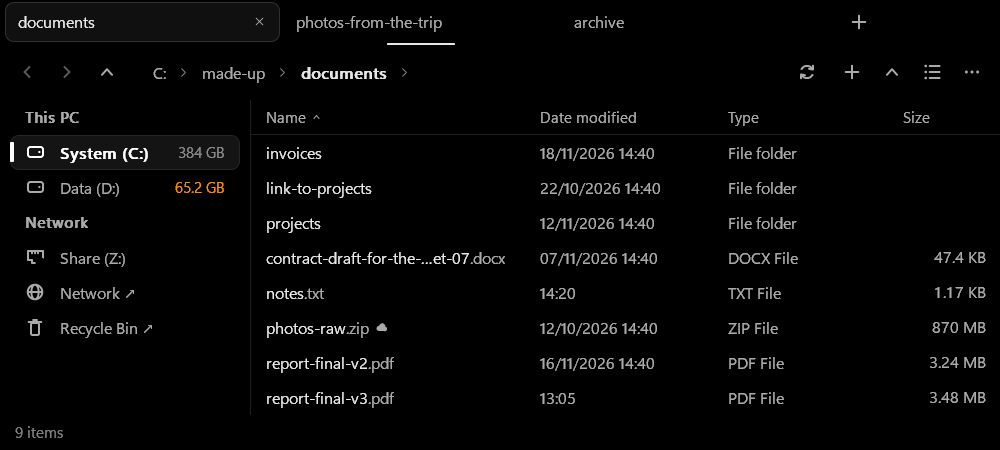 documents × photos-from-the-trip archive +
C: > made-up > documents >
This PC
System (C:) 384 GB
Data (D:) 65.2 GB
Network
Share (Z:)
Network ↗
Recycle Bin ↗
Name Date modified Type Size
invoices 18/11/2026 14:40 File folder
link-to-projects 22/10/2026 14:40 File folder
projects 12/11/2026 14:40 File folder
contract-draft-for-the-...et-07.docx 07/11/2026 14:40 DOCX File 47.4 KB
notes.txt 14:20 TXT File 1.17 KB
photos-raw.zip 12/10/2026 14:40 ZIP File 870 MB
report-final-v2.pdf 16/11/2026 14:40 PDF File 3.24 MB
report-final-v3.pdf 13:05 PDF File 3.48 MB
9 items